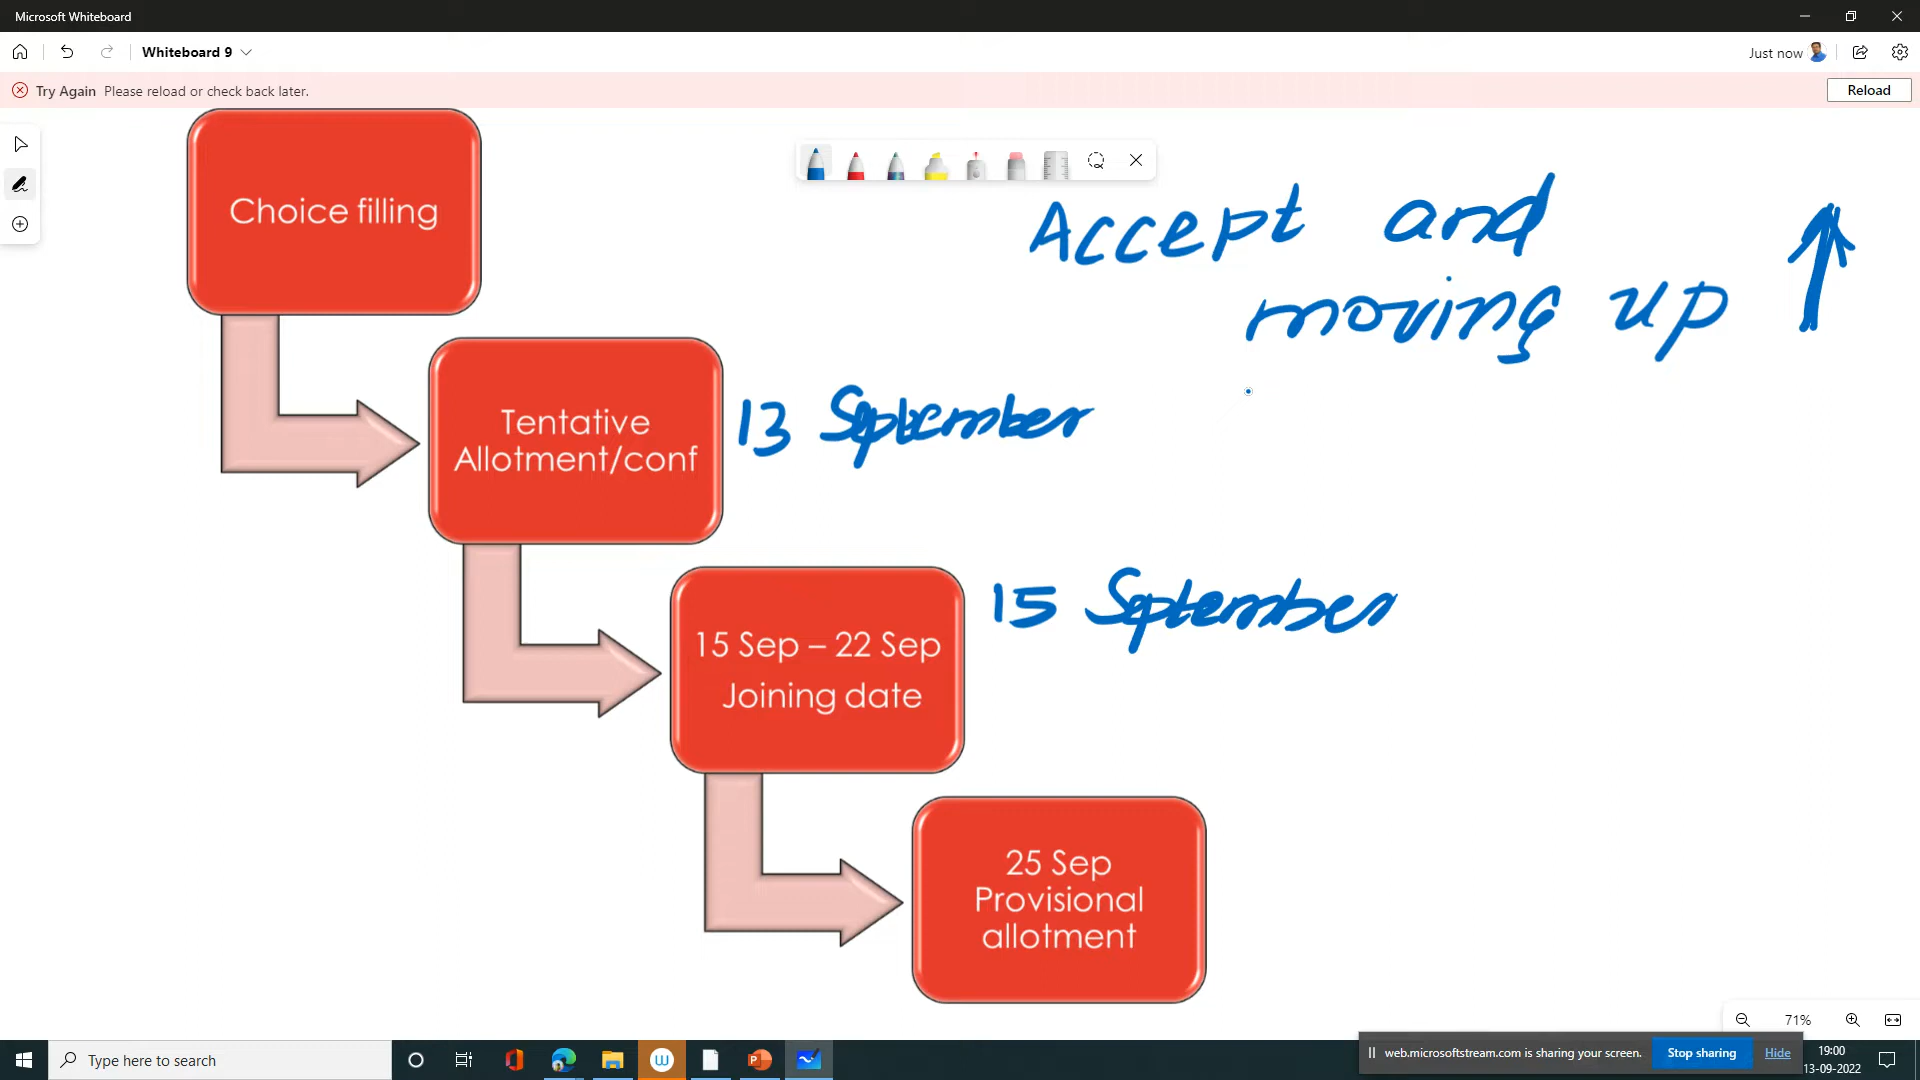 Microsoft Whiteboard
Whiteboard 9
Just now
Try Again Please reload or check back later.
Reload
Choice filling
Accept and
moving up
Tentative
Allotment/conf
13 September
15 Sep – 22 Sep
Joining date
15 September
25 Sep
Provisional
allotment
71%
Type here to search
web.microsoftstream.com is sharing your screen.
Stop sharing
Hide
19:00
13-09-2022